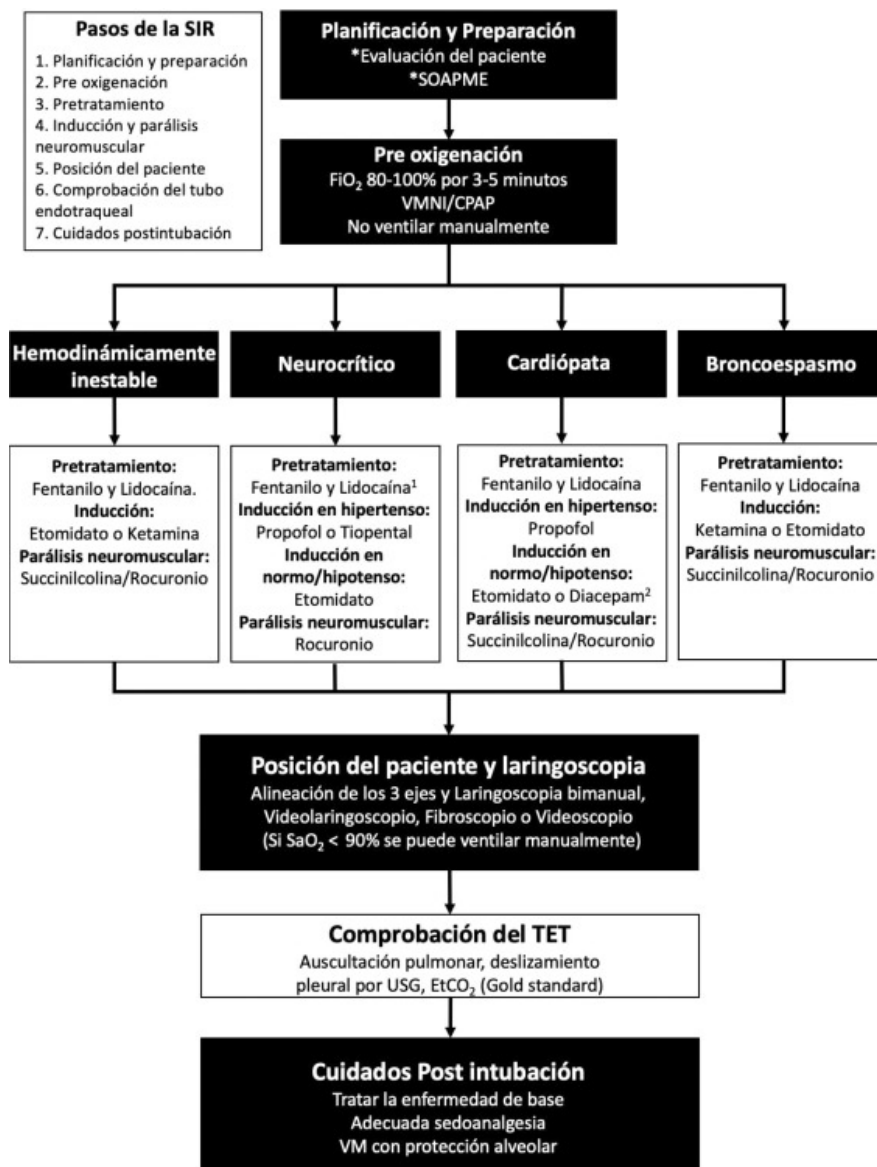 Pasos de la SIR
1. Planificación y preparación
2. Pre oxigenación
3. Pretratamiento
4. Inducción y parálisis
neuromuscular
5. Posición del paciente
6. Comprobación del tubo
endotraqueal
7. Cuidados postintubación
Planificación y Preparación
*Evaluación del paciente
*SOAPME
Pre oxigenación
FiO₂ 80-100% por 3-5 minutos
VMNI/CPAP
No ventilar manualmente
Hemodinámicamente
inestable
Neurocrítico
Cardiópata
Broncoespasmo
Pretratamiento:
Fentanilo y Lidocaína.
Inducción:
Etomidato o Ketamina
Parálisis neuromuscular:
Succinilcolina/Rocuronio
Pretratamiento:
Fentanilo y Lidocaína¹
Inducción en hipertenso:
Propofol o Tiopental
Inducción en
normo/hipotenso:
Etomidato
Parálisis neuromuscular:
Rocuronio
Pretratamiento:
Fentanilo y Lidocaína
Inducción en hipertenso:
Propofol
Inducción en
normo/hipotenso:
Etomidato o Diacepam²
Parálisis neuromuscular:
Succinilcolina/Rocuronio
Pretratamiento:
Fentanilo y Lidocaína
Inducción:
Ketamina o Etomidato
Parálisis neuromuscular:
Succinilcolina/Rocuronio
Posición del paciente y laringoscopia
Alineación de los 3 ejes y Laringoscopia bimanual,
Videolaringoscopio, Fibroscopio o Videoscopio
(Si SaO₂ < 90% se puede ventilar manualmente)
Comprobación del TET
Auscultación pulmonar, deslizamiento
pleural por USG, EtCO₂ (Gold standard)
Cuidados Post intubación
Tratar la enfermedad de base
Adecuada sedoanalgesia
VM con protección alveolar